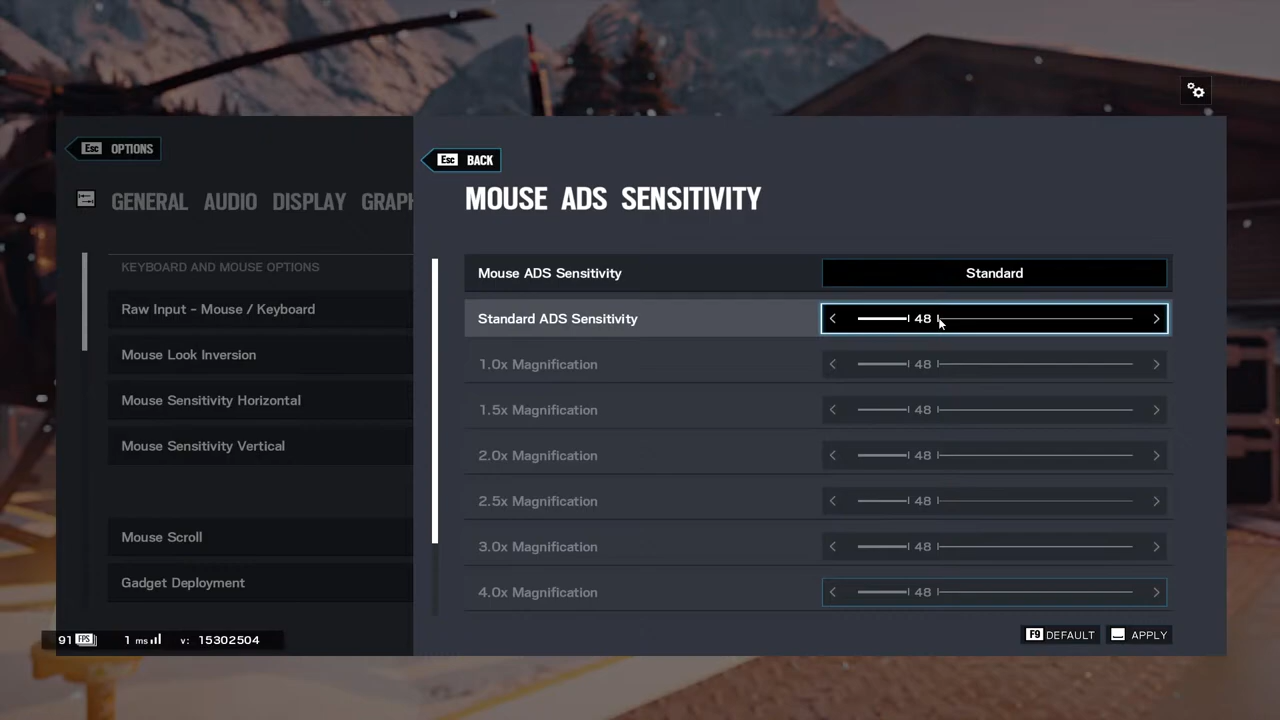 Esc OPTIONS
GENERAL AUDIO DISPLAY GRAPH
KEYBOARD AND MOUSE OPTIONS
Raw Input - Mouse / Keyboard
Mouse Look Inversion
Mouse Sensitivity Horizontal
Mouse Sensitivity Vertical
Mouse Scroll
Gadget Deployment
Esc BACK
MOUSE ADS SENSITIVITY
Mouse ADS Sensitivity Standard
Standard ADS Sensitivity 48
1.0x Magnification 48
1.5x Magnification 48
2.0x Magnification 48
2.5x Magnification 48
3.0x Magnification 48
4.0x Magnification 48
F9 DEFAULT APPLY
91 FPS 1 ms v: 15302504